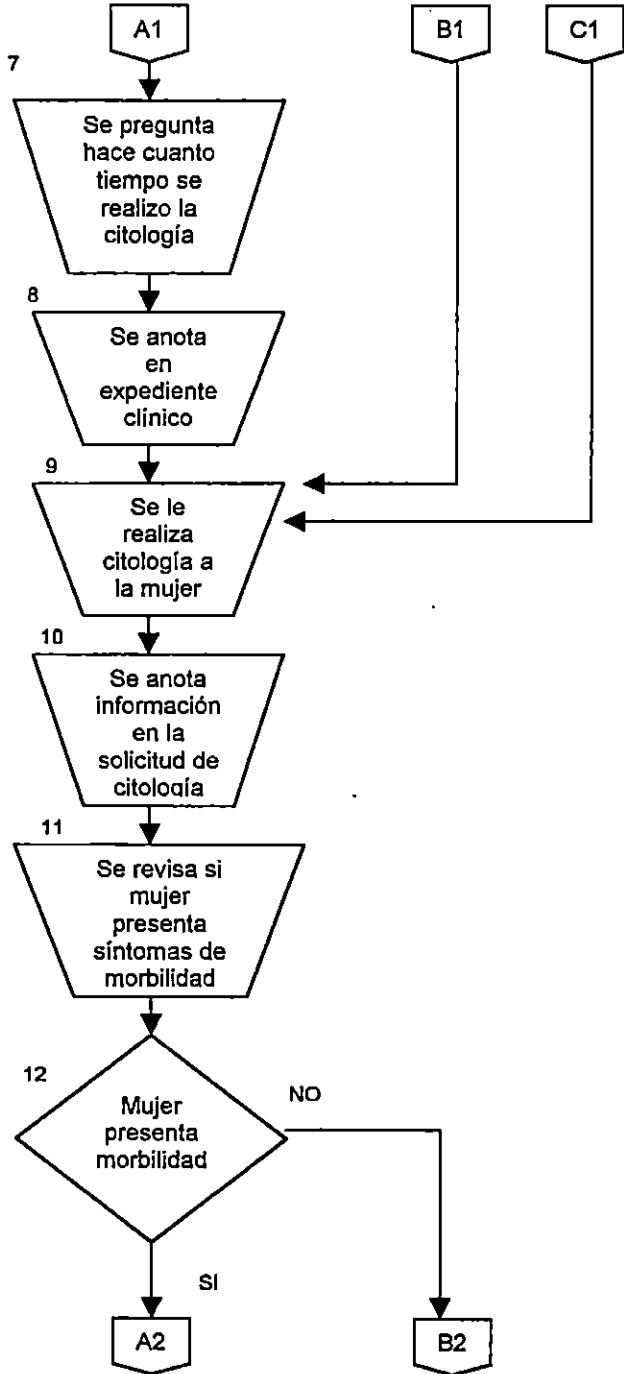 A1
B1
C1
7
Se pregunta
hace cuanto
tiempo se
realizo la
citología
8
Se anota
en
expediente
clínico
9
Se le
realiza
citología a
la mujer
10
Se anota
información
en la
solicitud de
citología
11
Se revisa si
mujer
presenta
síntomas de
morbilidad
12
Mujer
presenta
morbilidad
NO
SI
A2
B2